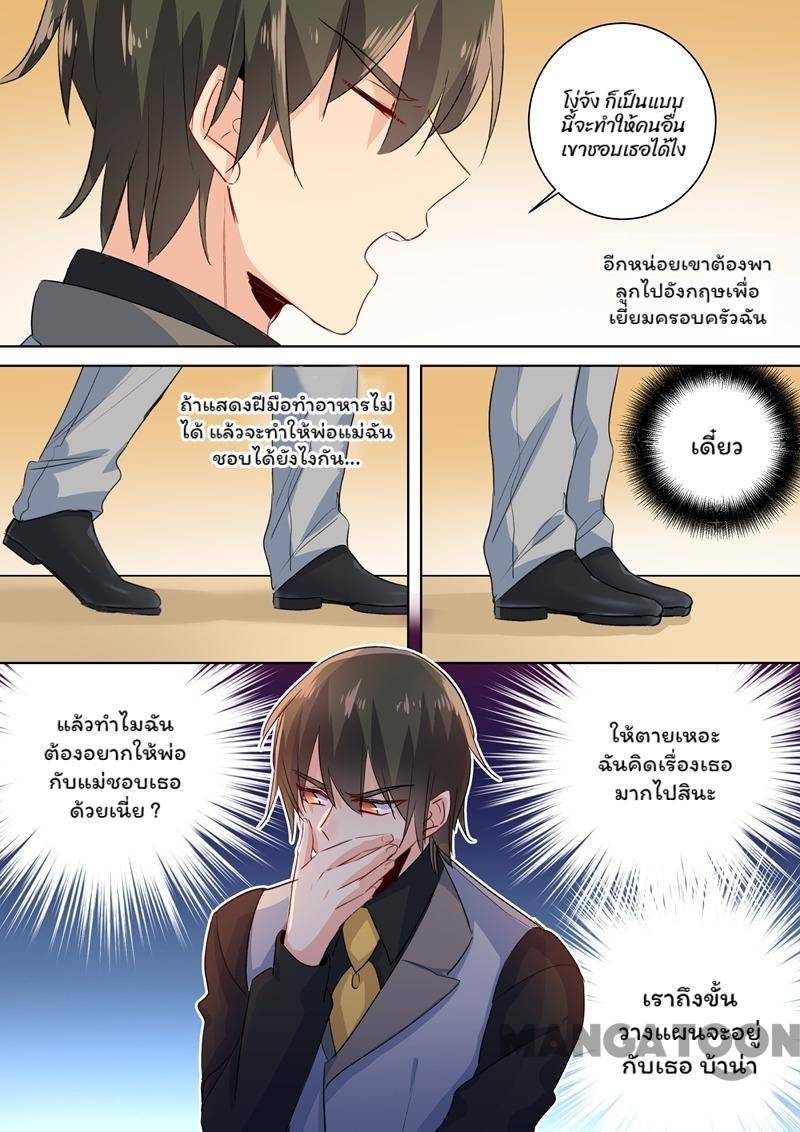 โง่จัง ก็เป็นแบบ
นี้จะทำให้คนอื่น
เขาชอบเธอได้ไง
อีกหน่อยเขาต้องพา
ลูกไปอังกฤษเพื่อ
เยี่ยมครอบครัวฉัน
ถ้าแสดงฝีมือทำอาหารไม่
ได้ แล้วจะทำให้พ่อแม่ฉัน
ชอบได้ยังไงกัน...
เดี๋ยว
แล้วทำไมฉัน
ต้องอยากให้พ่อ
กับแม่ชอบเธอ
ด้วยเนี่ย ?
ให้ตายเหอะ
ฉันคิดเรื่องเธอ
มากไปสินะ
เราถึงขั้น
วางแผนจะอยู่
กับเธอ บ้าน่า
MANGATOON